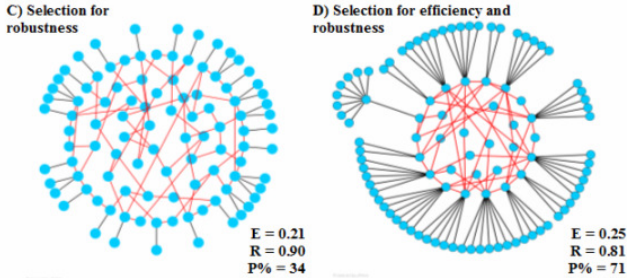 C) Selection for
robustness
E = 0.21
R = 0.90
P% = 34
D) Selection for efficiency and
robustness
E = 0.25
R = 0.81
P% = 71